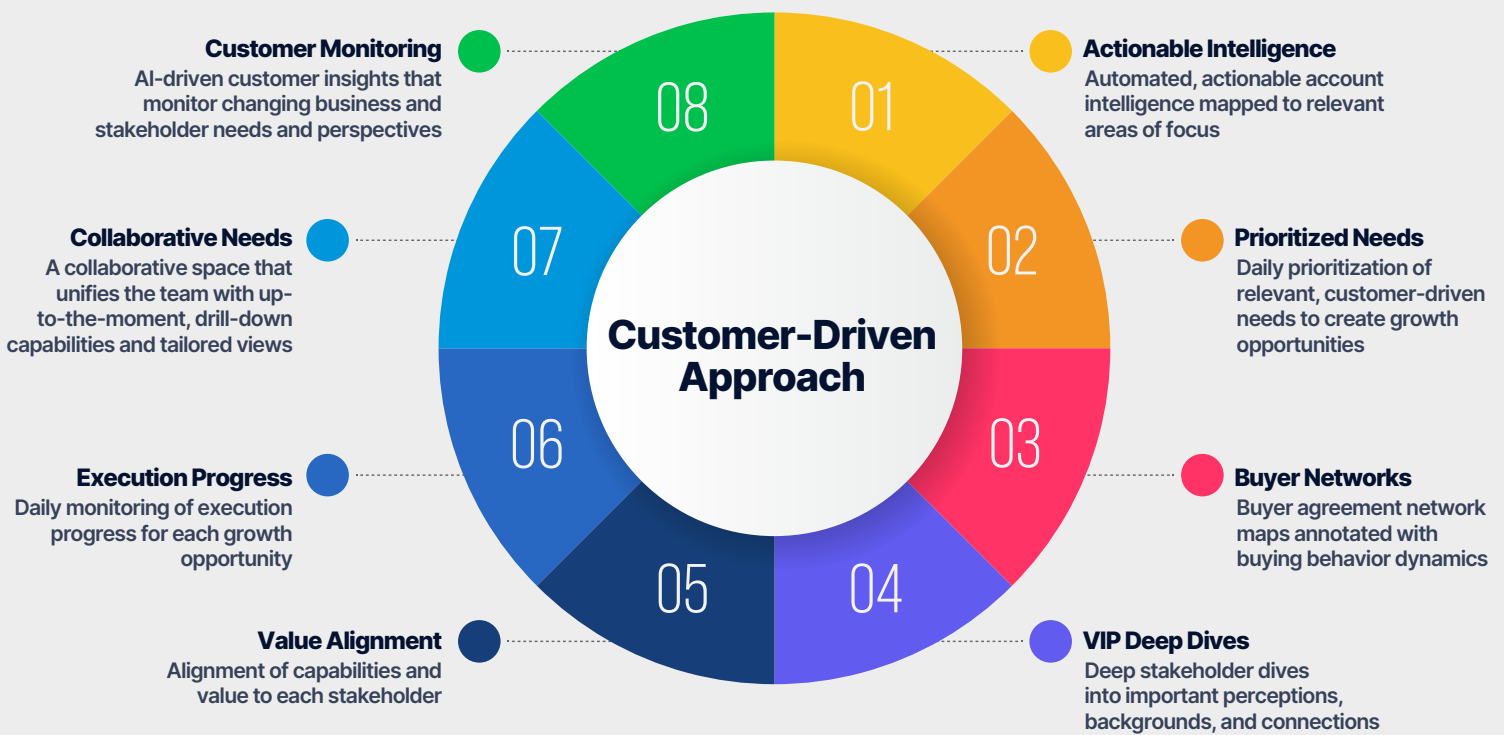 Customer-Driven
Approach
01
Actionable Intelligence
Automated, actionable account
intelligence mapped to relevant
areas of focus
02
Prioritized Needs
Daily prioritization of
relevant, customer-driven
needs to create growth
opportunities
03
Buyer Networks
Buyer agreement network
maps annotated with
buying behavior dynamics
04
VIP Deep Dives
Deep stakeholder dives
into important perceptions,
backgrounds, and connections
05
Value Alignment
Alignment of capabilities and
value to each stakeholder
06
Execution Progress
Daily monitoring of execution
progress for each growth
opportunity
07
Collaborative Needs
A collaborative space that
unifies the team with up-
to-the-moment, drill-down
capabilities and tailored views
08
Customer Monitoring
AI-driven customer insights that
monitor changing business and
stakeholder needs and perspectives